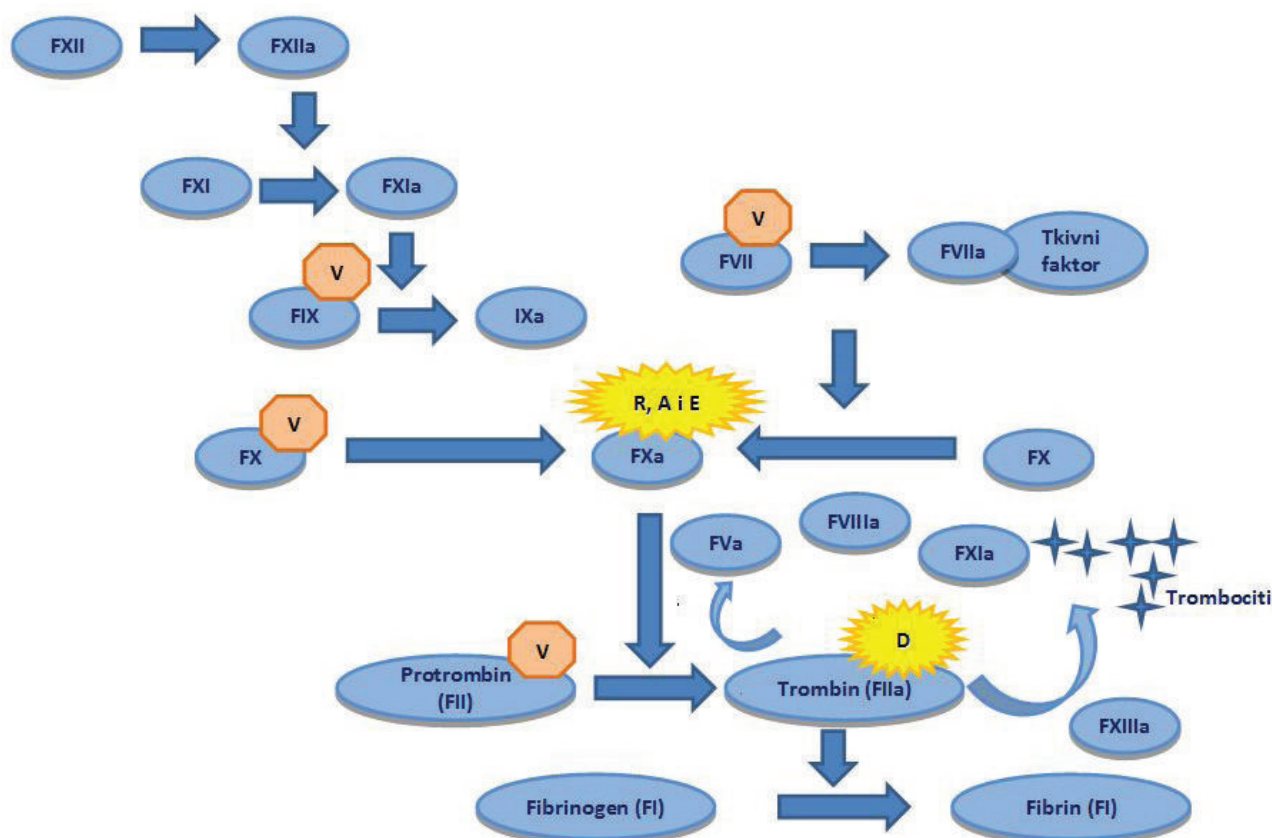 FXII
FXIIa
FXI
FXIa
V
FVII
FVIIa
Tkivni
faktor
V
FIX
IXa
R, A i E
V
FX
FXa
FX
FVa
FVIIIa
FXIa
Trombociti
V
Protrombin
(FII)
D
Trombin (FIIa)
FXIIIa
Fibrinogen (FI)
Fibrin (FI)